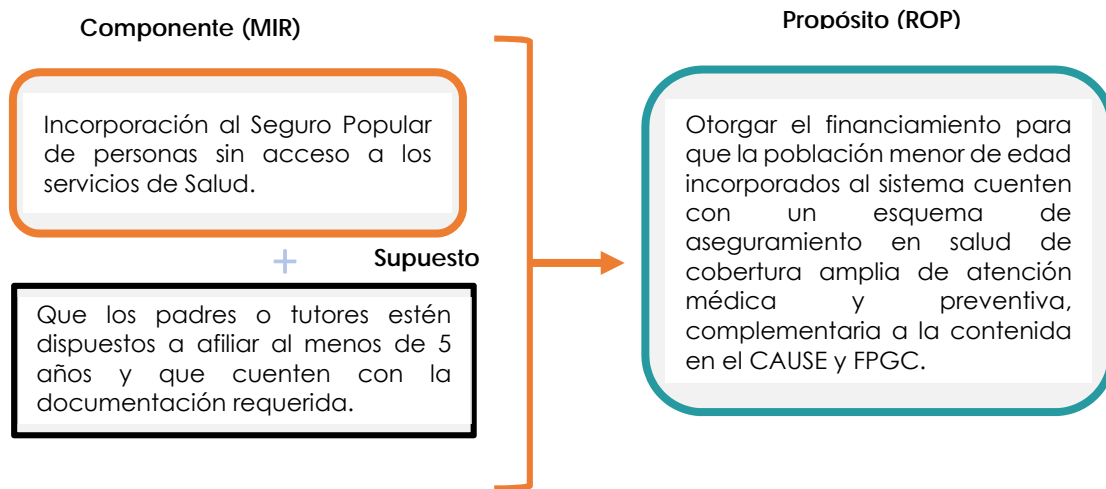 Componente (MIR)
Incorporación al Seguro Popular
de personas sin acceso a los
servicios de Salud.
+
Supuesto
Que los padres o tutores estén
dispuestos a afiliar al menos de 5
años y que cuenten con la
documentación requerida.
Propósito (ROP)
Otorgar el financiamiento para
que la población menor de edad
incorporados al sistema cuenten
con un esquema de
aseguramiento en salud de
cobertura amplia de atención
médica y preventiva,
complementaria a la contenida
en el CAUSE y FPGC.